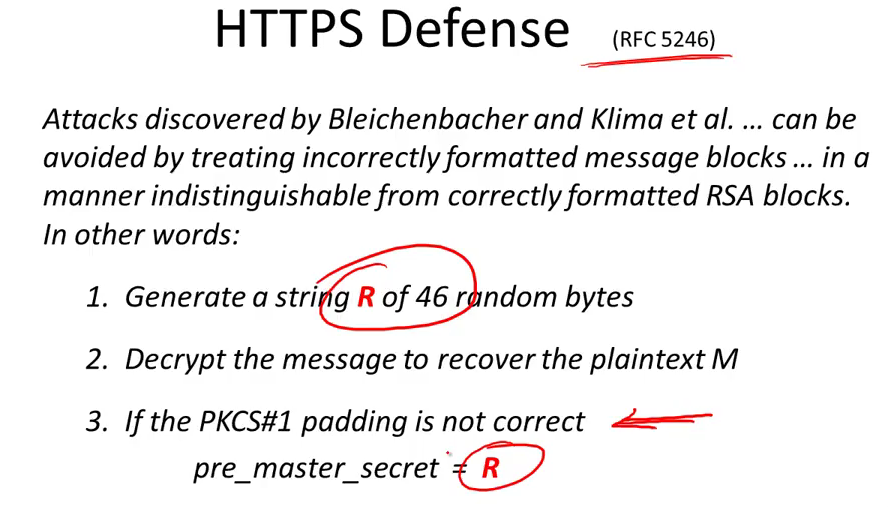 HTTPS Defense (RFC 5246)
Attacks discovered by Bleichenbacher and Klima et al. … can be
avoided by treating incorrectly formatted message blocks … in a
manner indistinguishable from correctly formatted RSA blocks.
In other words:
1. Generate a string R of 46 random bytes
2. Decrypt the message to recover the plaintext M
3. If the PKCS#1 padding is not correct
pre_master_secret = R